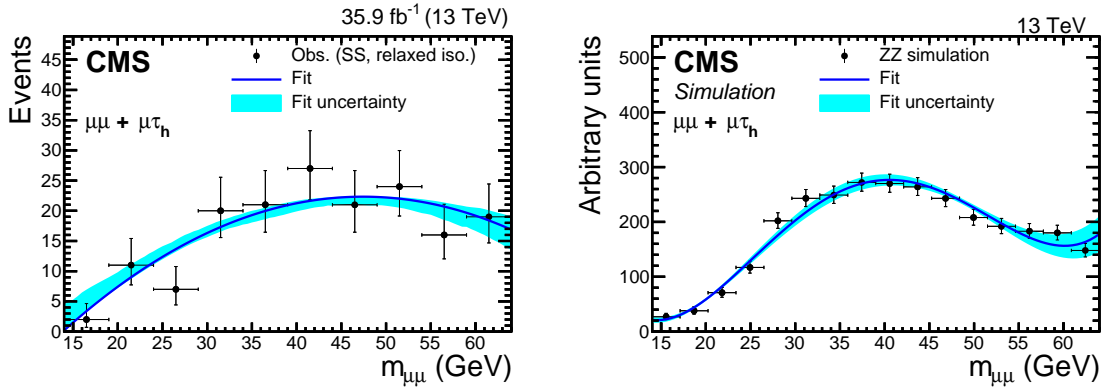 35.9 fb⁻¹ (13 TeV)
CMS
Obs. (SS, relaxed iso.)
Fit
Fit uncertainty
μμ + μτh
Events
45
40
35
30
25
20
15
10
5
0
15 20 25 30 35 40 45 50 55 60
mμμ (GeV)
13 TeV
CMS
Simulation
ZZ simulation
Fit
Fit uncertainty
μμ + μτh
Arbitrary units
500
400
300
200
100
0
15 20 25 30 35 40 45 50 55 60
mμμ (GeV)